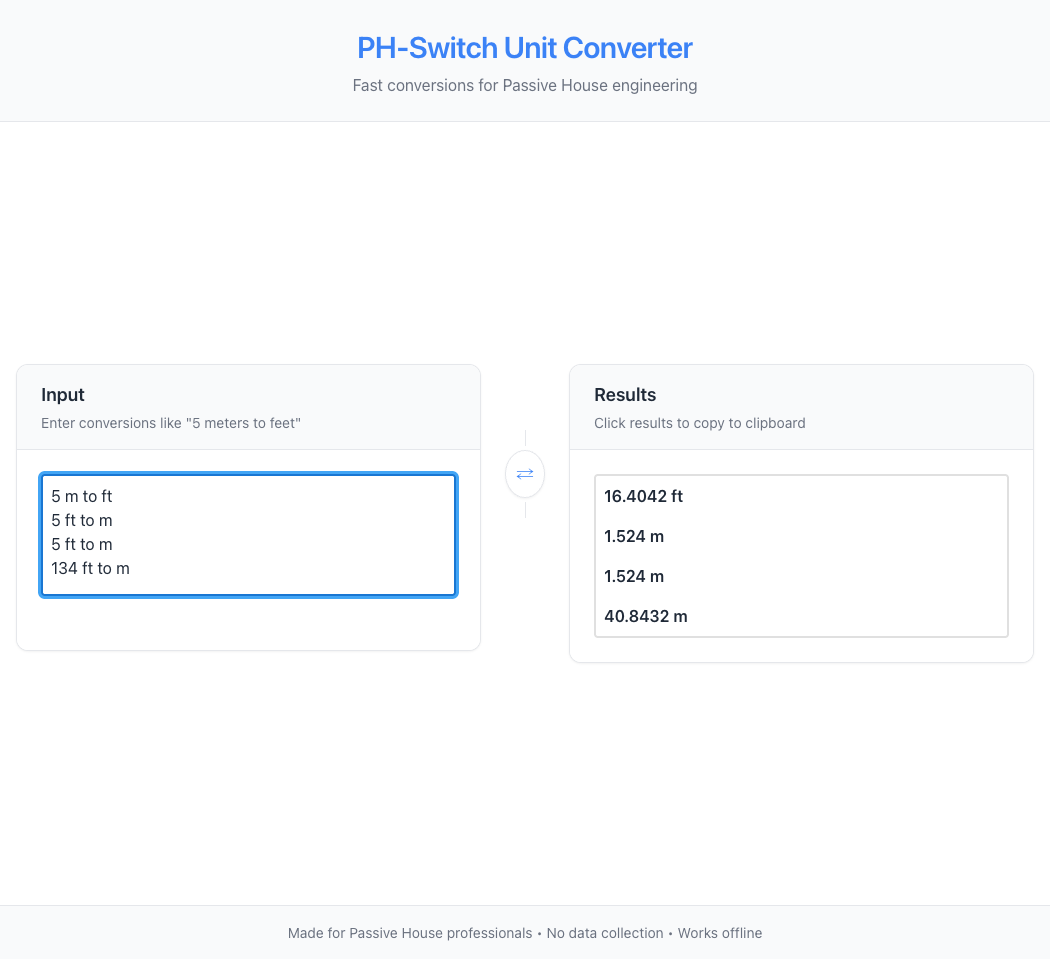 PH-Switch Unit Converter
Fast conversions for Passive House engineering
Input
Enter conversions like "5 meters to feet"
5 m to ft
5 ft to m
5 ft to m
134 ft to m
Results
Click results to copy to clipboard
16.4042 ft
1.524 m
1.524 m
40.8432 m
Made for Passive House professionals • No data collection • Works offline